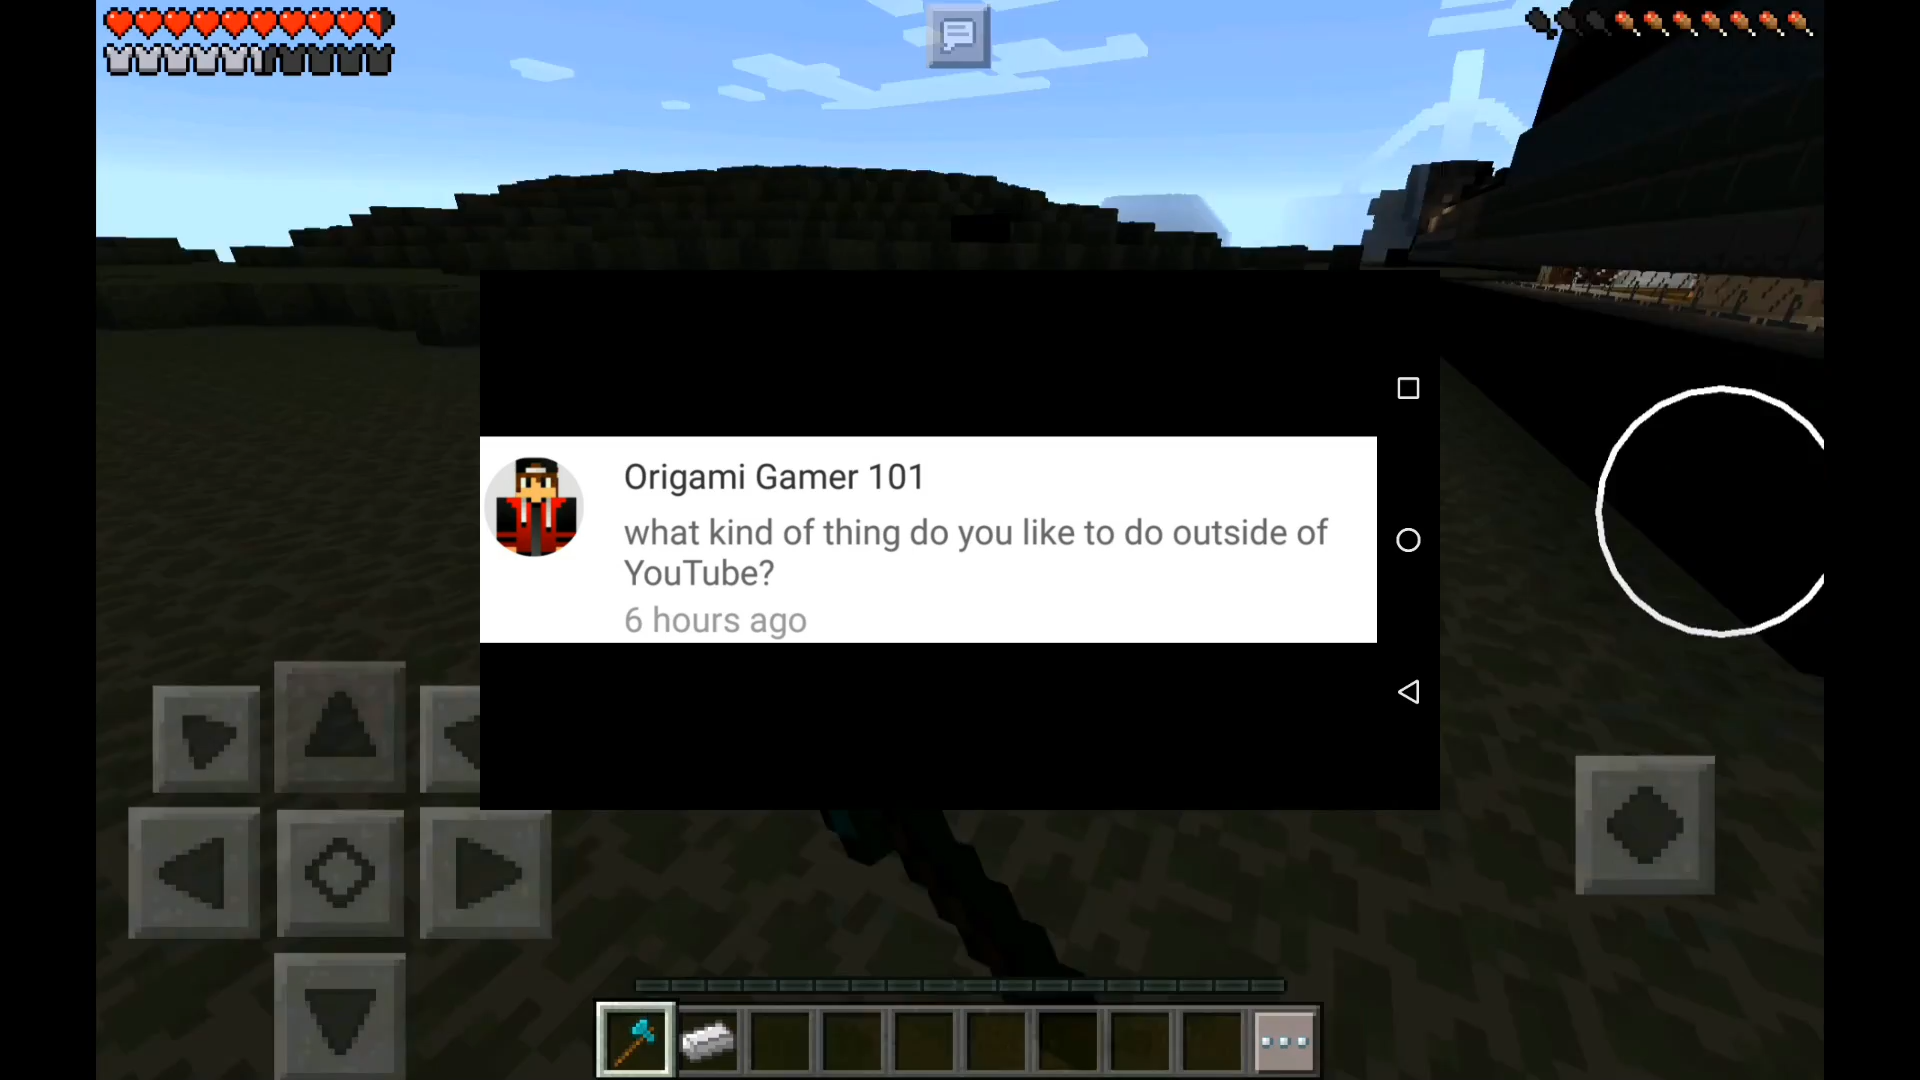 Origami Gamer 101
what kind of thing do you like to do outside of
YouTube?
6 hours ago